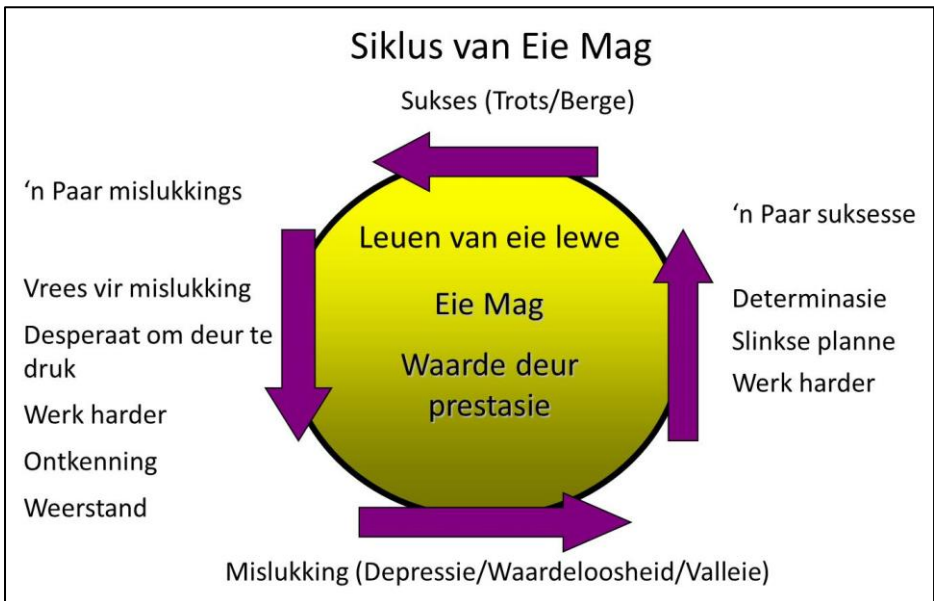 Siklus van Eie Mag
Sukses (Trots/Berge)
‘n Paar mislukkings
Vrees vir mislukking
Desperaat om deur te
druk
Werk harder
Ontkenning
Weerstand
Leuen van eie lewe
Eie Mag
Waarde deur
prestasie
‘n Paar suksesse
Determinasie
Slinkse planne
Werk harder
Mislukking (Depressie/Waardeloosheid/Valleie)